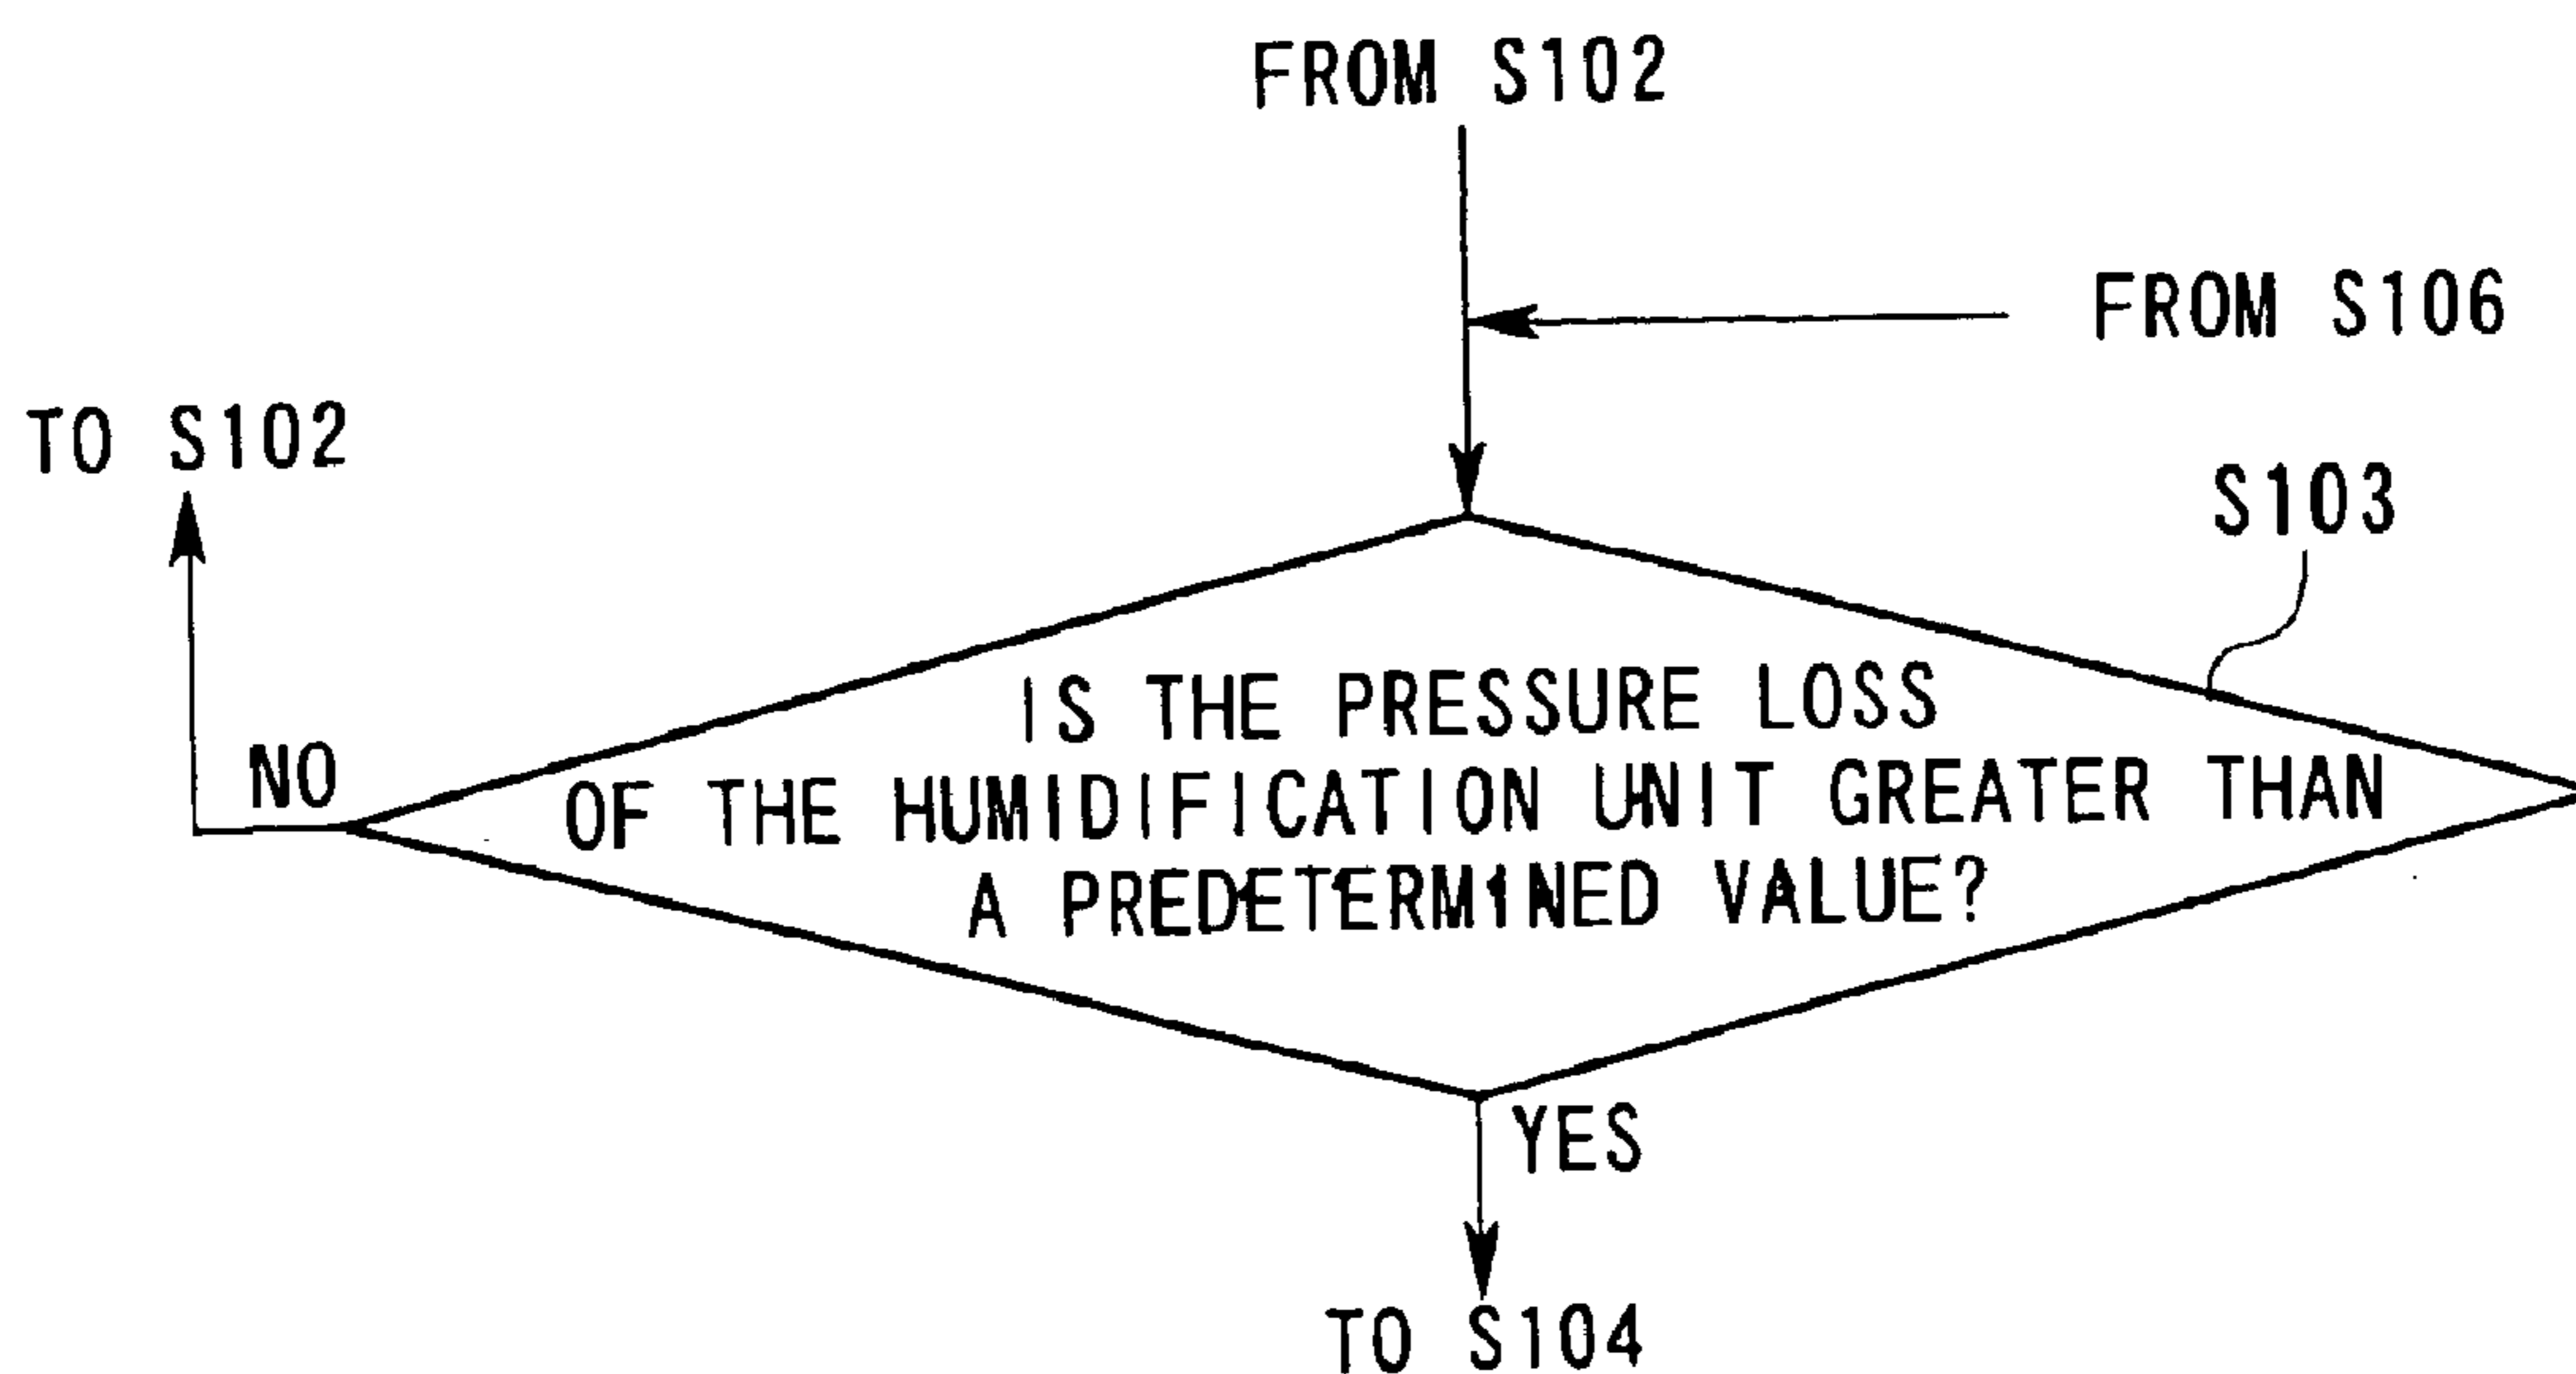 FROM S102
FROM S106
TO S102
S103
NO
IS THE PRESSURE LOSS
OF THE HUMIDIFICATION UNIT GREATER THAN
A PREDETERMINED VALUE?
YES
TO S104